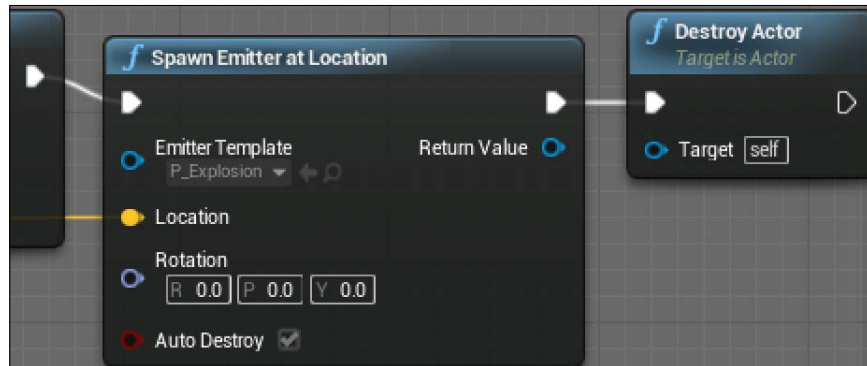 f Spawn Emitter at Location
Emitter Template
P_Explosion
Return Value
Location
Rotation
R 0.0 P 0.0 Y 0.0
Auto Destroy
f Destroy Actor
Target is Actor
Target self